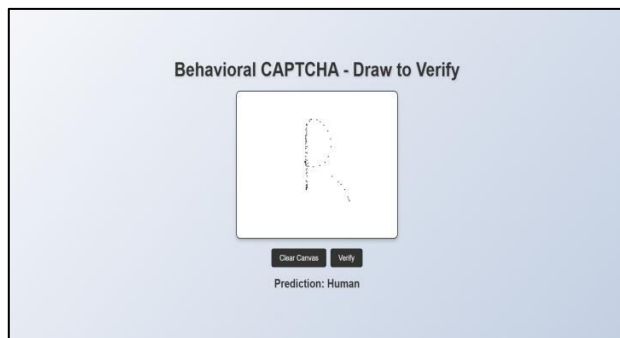 Behavioral CAPTCHA - Draw to Verify
R
Clear Canvas Verify
Prediction: Human